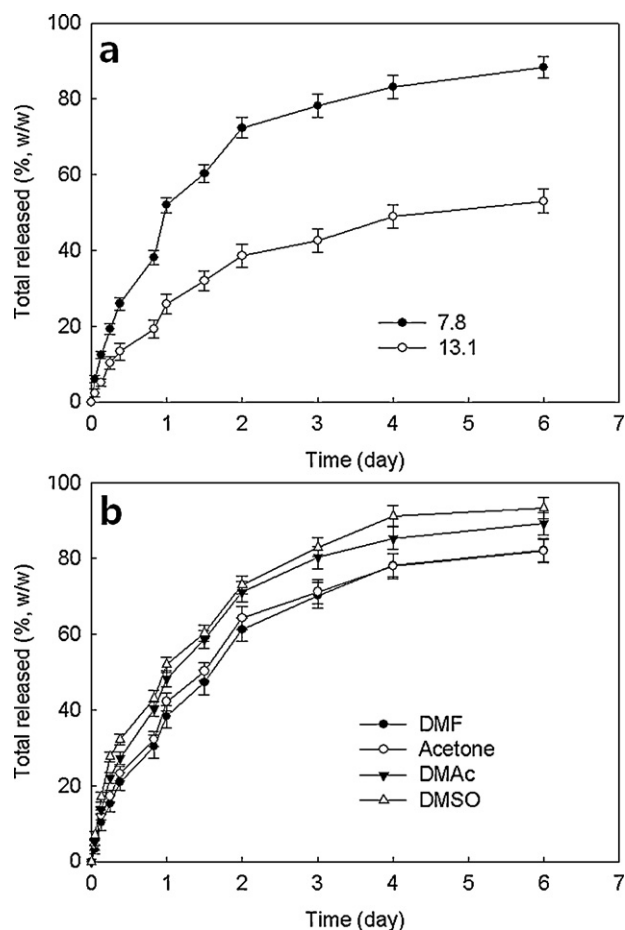 a
Total released (%, w/w)
100
80
60
40
20
0
7.8
13.1
0 1 2 3 4 5 6 7
Time (day)
b
Total released (%, w/w)
100
80
60
40
20
0
DMF
Acetone
DMAc
DMSO
0 1 2 3 4 5 6 7
Time (day)